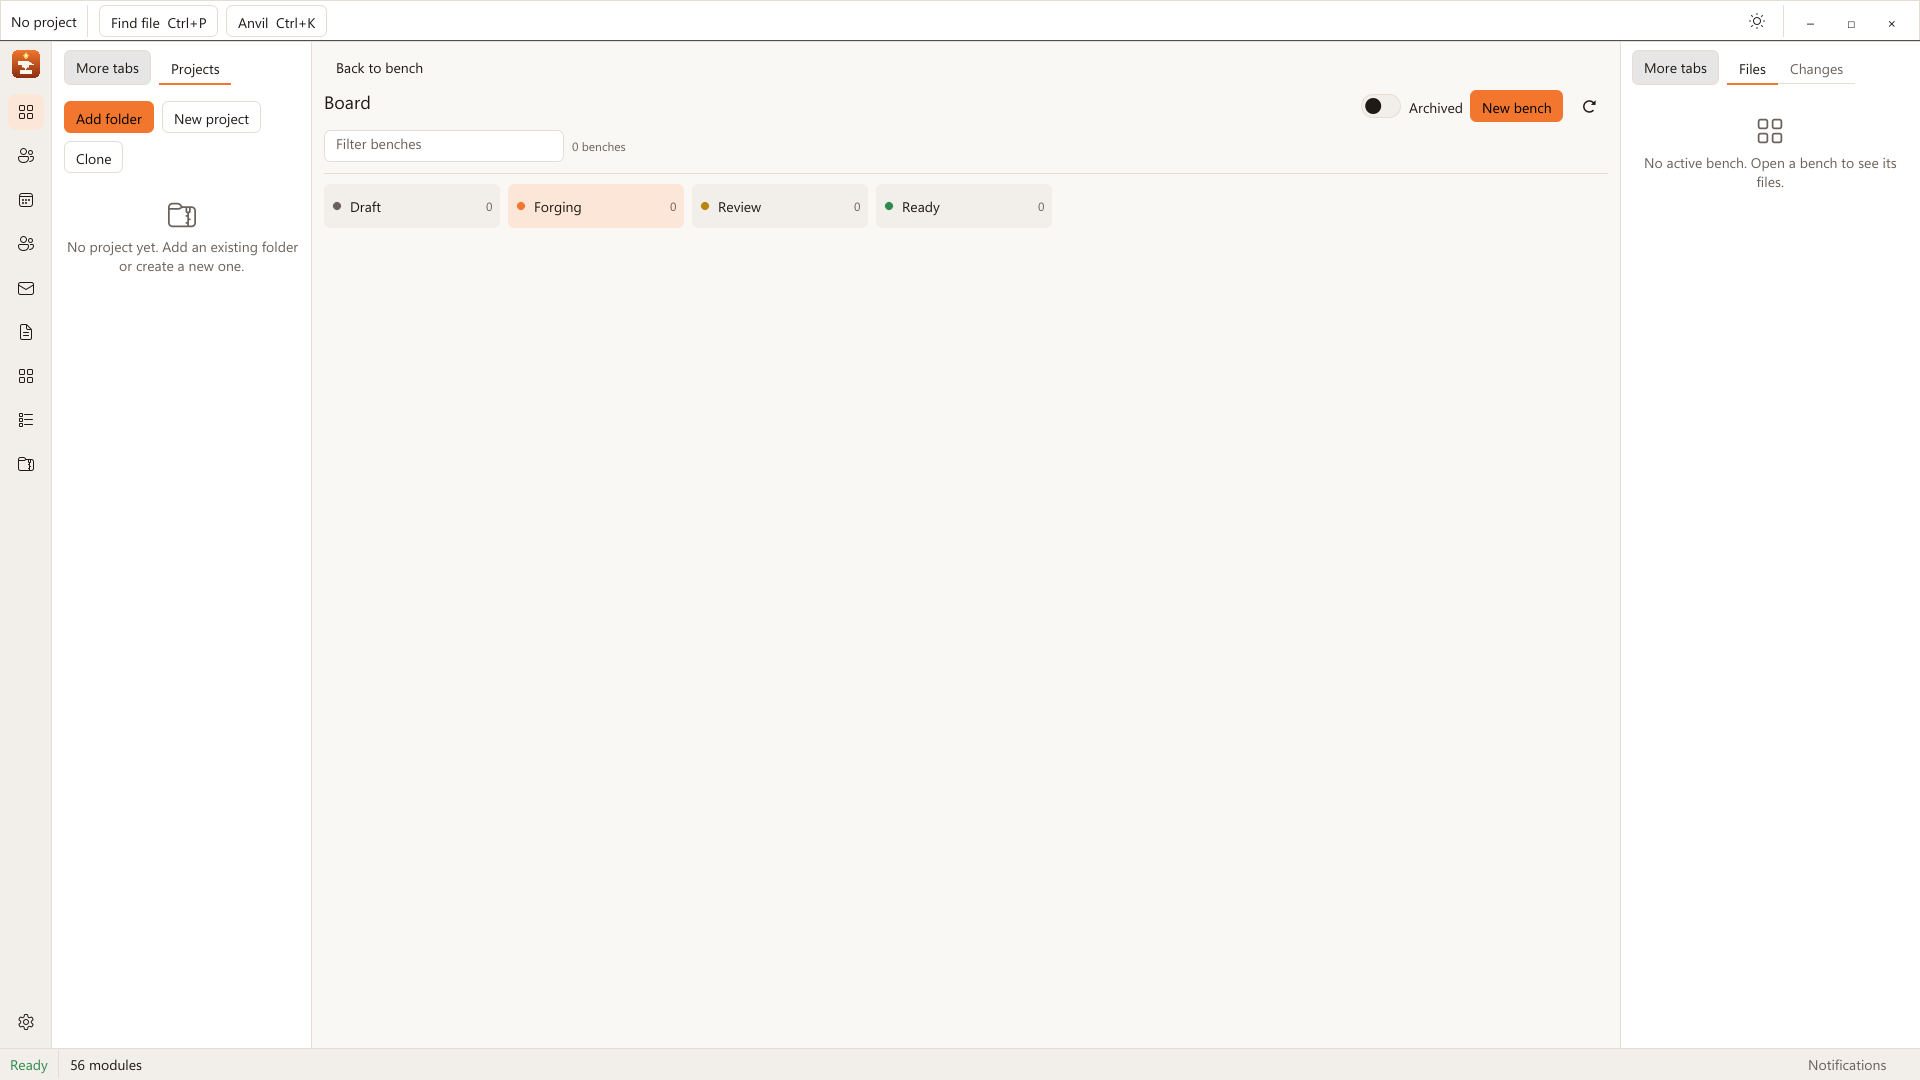 No project
Find file Ctrl+P
Anvil Ctrl+K
More tabs
Projects
Add folder
New project
Clone
No project yet. Add an existing folder
or create a new one.
Back to bench
Board
Archived
New bench
Filter benches
0 benches
Draft 0
Forging 0
Review 0
Ready 0
More tabs
Files
Changes
No active bench. Open a bench to see its
files.
Ready
56 modules
Notifications